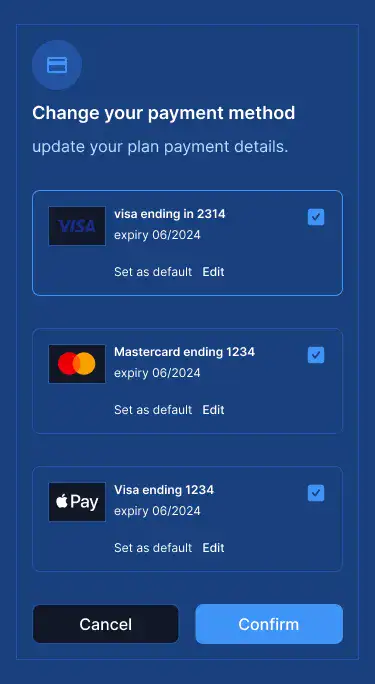 Change your payment method
update your plan payment details.
VISA
visa ending in 2314
expiry 06/2024
Set as default Edit
Mastercard ending 1234
expiry 06/2024
Set as default Edit
Pay
Visa ending 1234
expiry 06/2024
Set as default Edit
Cancel Confirm